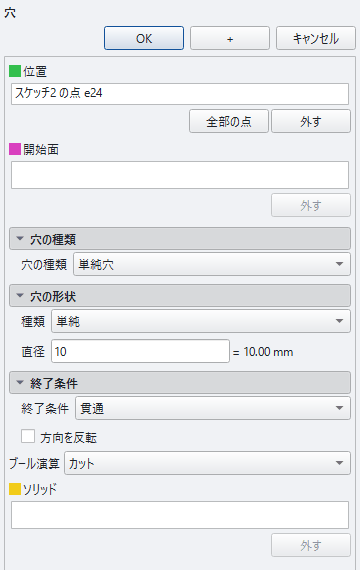 穴
OK + キャンセル
位置
スケッチ2 の点 e24
全部の点 外す
開始面
外す
穴の種類
穴の種類 単純穴
穴の形状
種類 単純
直径 10 = 10.00 mm
終了条件
終了条件 貫通
方向を反転
ブール演算 カット
ソリッド
外す